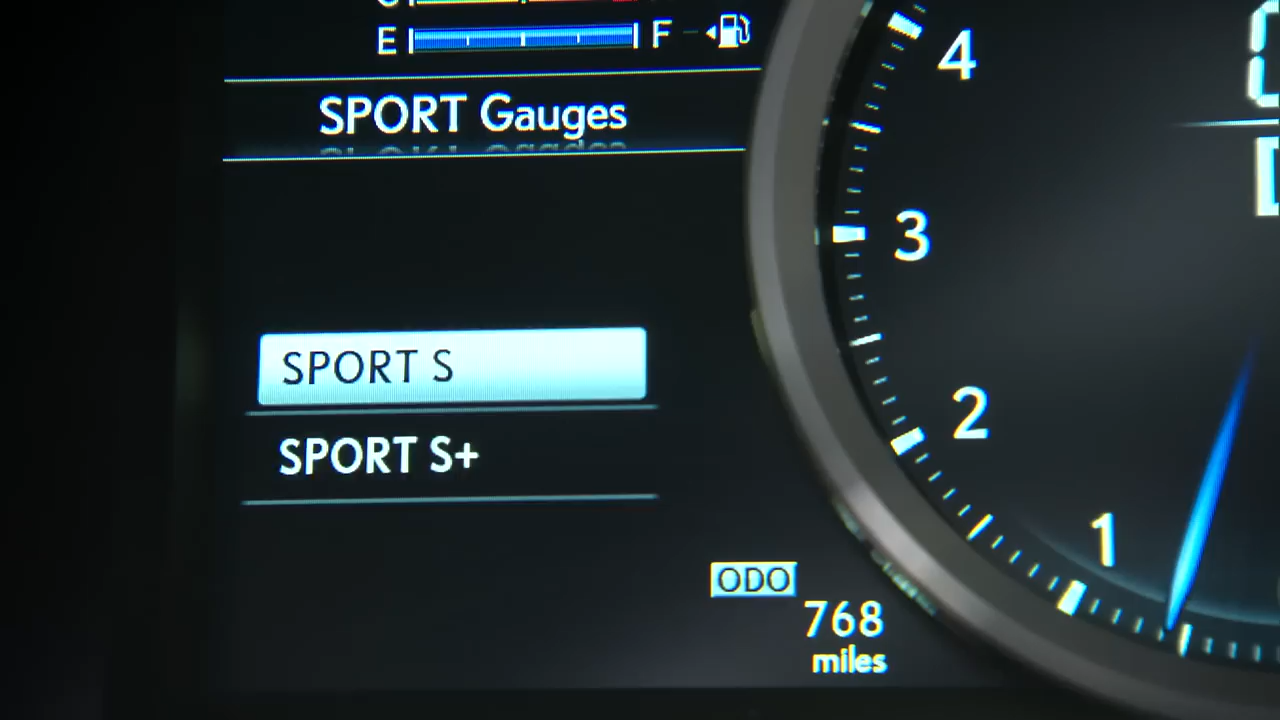 E F
SPORT Gauges
SPORT S
SPORT S+
ODO
768
miles
4
3
2
1